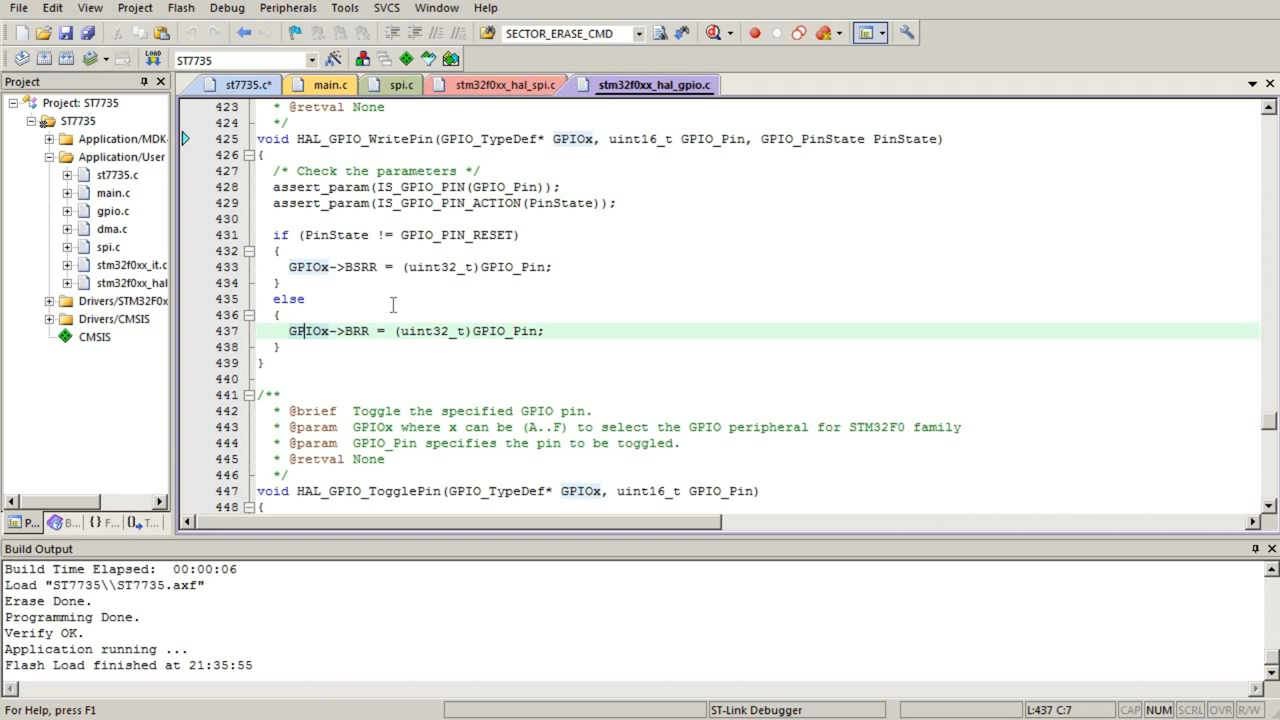 File Edit View Project Flash Debug Peripherals Tools SVCS Window Help
SECTOR_ERASE_CMD
LOAD ST7735
Project
st7735.c* main.c spi.c stm32f0xx_hal_spi.c stm32f0xx_hal_gpio.c
Project: ST7735
ST7735
Application/MDK-
Application/User
st7735.c
main.c
gpio.c
dma.c
spi.c
stm32f0xx_it.c
stm32f0xx_hal
Drivers/STM32F0x
Drivers/CMSIS
CMSIS
P... B... {} F... T...
423 * @retval None
424 */
425 void HAL_GPIO_WritePin(GPIO_TypeDef* GPIOx, uint16_t GPIO_Pin, GPIO_PinState PinState)
426 {
427 /* Check the parameters */
428 assert_param(IS_GPIO_PIN(GPIO_Pin));
429 assert_param(IS_GPIO_PIN_ACTION(PinState));
430
431 if (PinState != GPIO_PIN_RESET)
432 {
433 GPIOx->BSRR = (uint32_t)GPIO_Pin;
434 }
435 else
436 {
437 GPIOx->BRR = (uint32_t)GPIO_Pin;
438 }
439 }
440
441 /**
442 * @brief  Toggle the specified GPIO pin.
443 * @param  GPIOx where x can be (A..F) to select the GPIO peripheral for STM32F0 family
444 * @param  GPIO_Pin specifies the pin to be toggled.
445 * @retval None
446 */
447 void HAL_GPIO_TogglePin(GPIO_TypeDef* GPIOx, uint16_t GPIO_Pin)
448 {
Build Output
Build Time Elapsed:  00:00:06
Load "ST7735\\ST7735.axf"
Erase Done.
Programming Done.
Verify OK.
Application running ...
Flash Load finished at 21:35:55
For Help, press F1 ST-Link Debugger L:437 C:7 CAP NUM SCRL OVR R/W